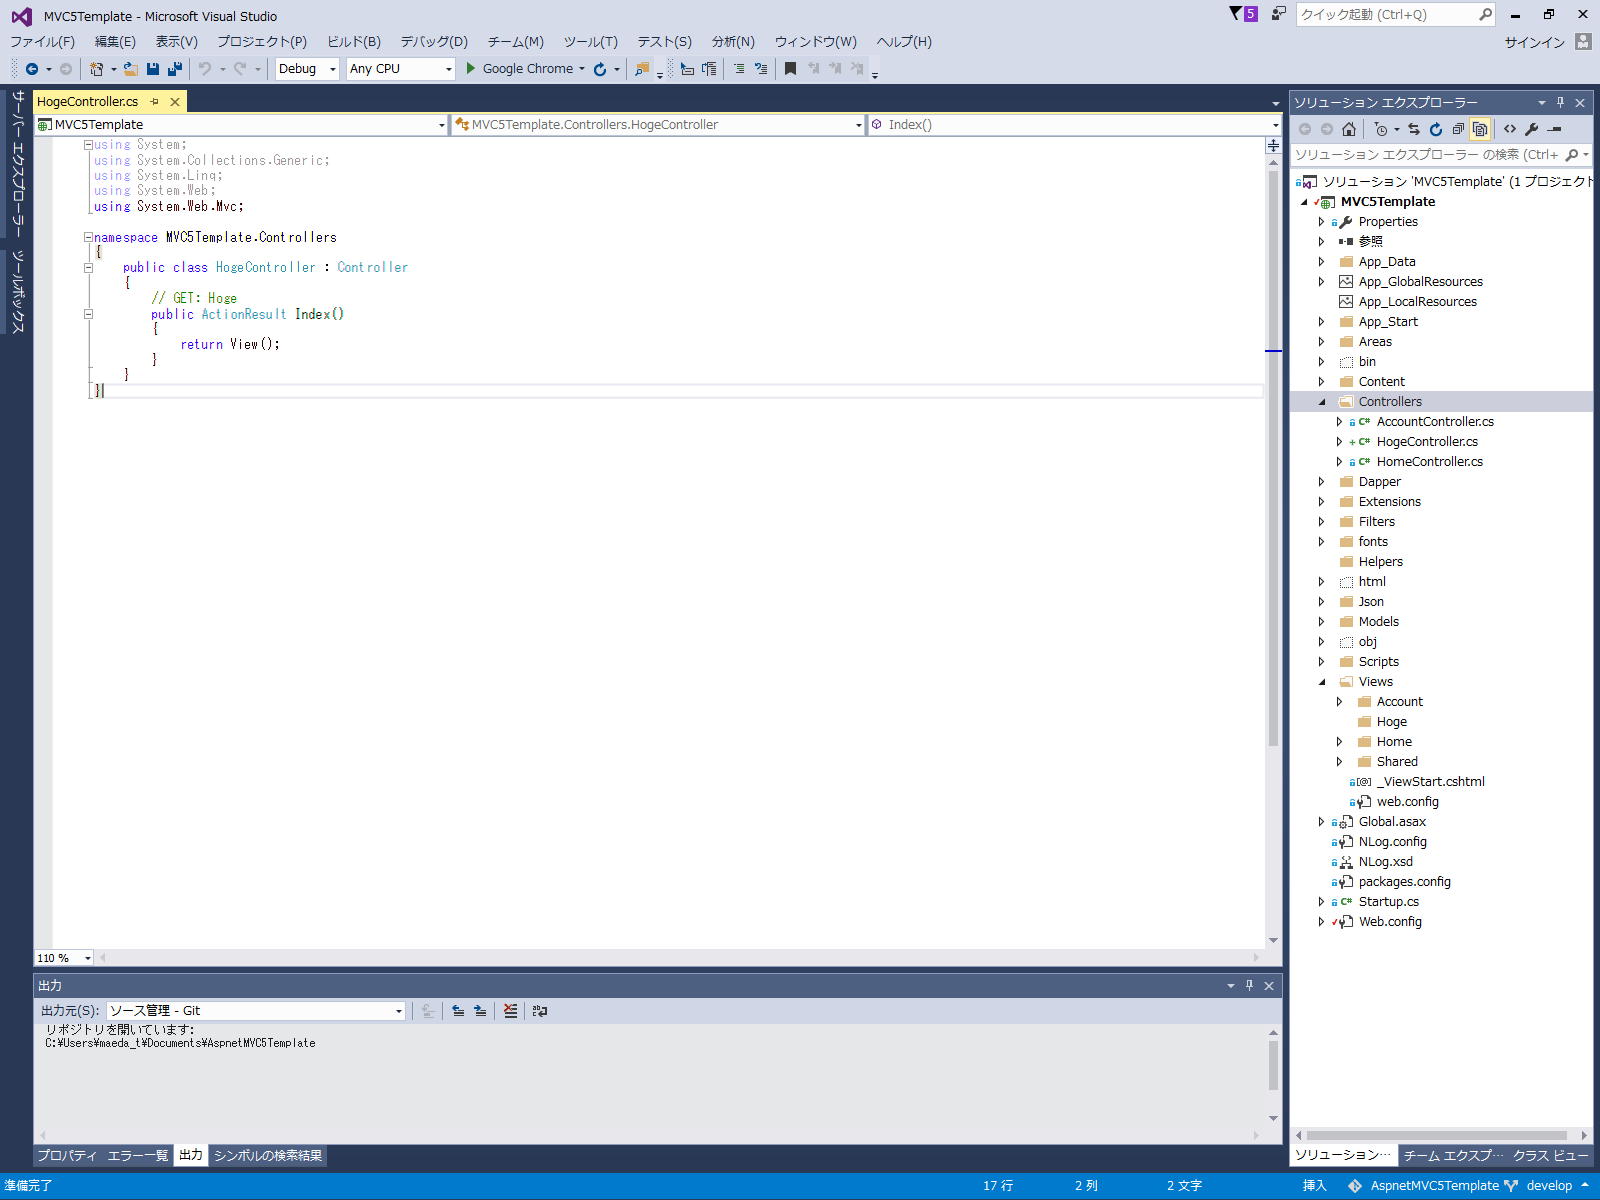 MVC5Template - Microsoft Visual Studio
5
クイック起動 (Ctrl+Q)
ファイル(F) 編集(E) 表示(V) プロジェクト(P) ビルド(B) デバッグ(D) チーム(M) ツール(T) テスト(S) 分析(N) ウィンドウ(W) ヘルプ(H)
サインイン
Debug Any CPU Google Chrome
サーバー エクスプローラー
ツールボックス
HogeController.cs
MVC5Template MVC5Template.Controllers.HogeController Index()
using System;
using System.Collections.Generic;
using System.Linq;
using System.Web;
using System.Web.Mvc;
namespace MVC5Template.Controllers
{
public class HogeController : Controller
{
// GET: Hoge
public ActionResult Index()
{
return View();
}
}
}
110 %
出力
出力元(S): ソース管理 - Git
リポジトリを開いています:
C:¥Users¥maeda_t¥Documents¥AspnetMVC5Template
プロパティ エラー一覧 出力 シンボルの検索結果
ソリューション エクスプローラー
ソリューション エクスプローラー の検索 (Ctrl+
ソリューション 'MVC5Template' (1 プロジェクト
MVC5Template
Properties
参照
App_Data
App_GlobalResources
App_LocalResources
App_Start
Areas
bin
Content
Controllers
C# AccountController.cs
C# HogeController.cs
C# HomeController.cs
Dapper
Extensions
Filters
fonts
Helpers
html
Json
Models
obj
Scripts
Views
Account
Hoge
Home
Shared
[@] _ViewStart.cshtml
web.config
Global.asax
NLog.config
NLog.xsd
packages.config
C# Startup.cs
Web.config
ソリューション… チーム エクスプ… クラス ビュー
準備完了 17 行 2 列 2 文字 挿入 AspnetMVC5Template develop